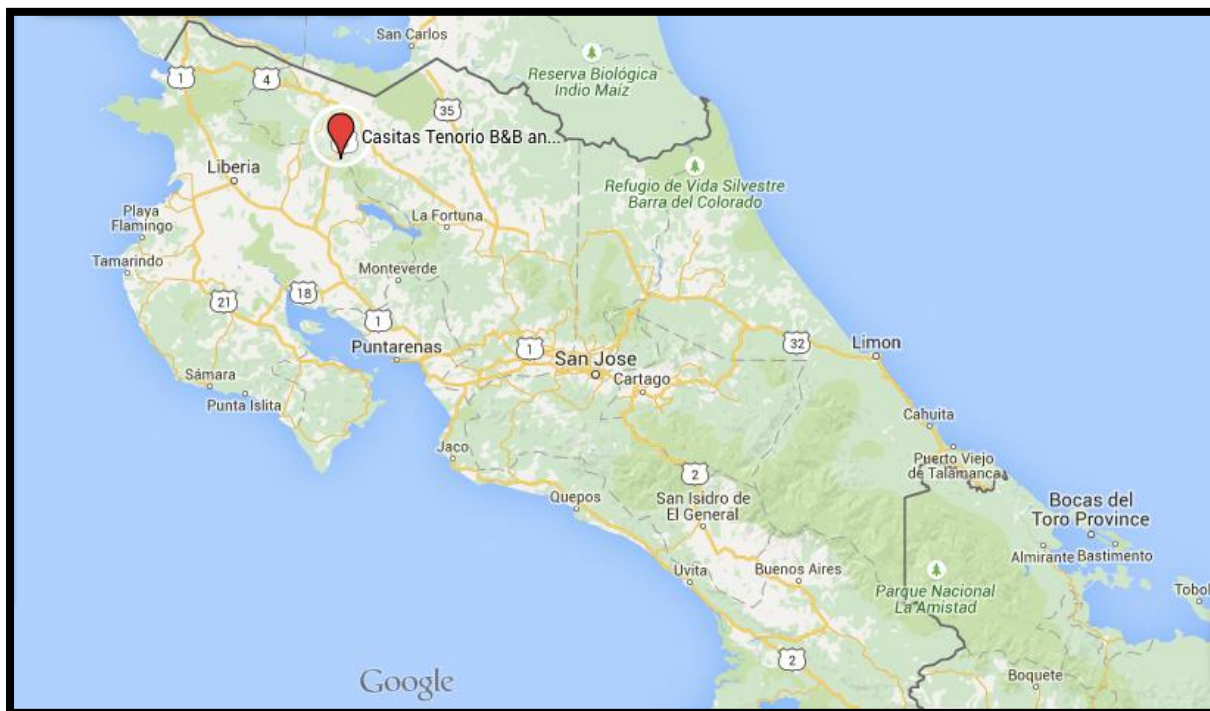 San Carlos
Reserva Biológica
Indio Maíz
1
4
35
Casitas Tenorio B&B an...
Liberia
Refugio de Vida Silvestre
Barra del Colorado
Playa
Flamingo
La Fortuna
Tamarindo
Monteverde
21
18
1
Puntarenas
1
San Jose
32
Limon
Sámara
Cartago
Punta Islita
Cahuita
Jaco
Puerto Viejo
de Talamanca
2
Quepos
San Isidro de
El General
Bocas del
Toro Province
Almirante
Bastimento
Uvita
Buenos Aires
Parque Nacional
La Amistad
Tobol
2
Boquete
Google